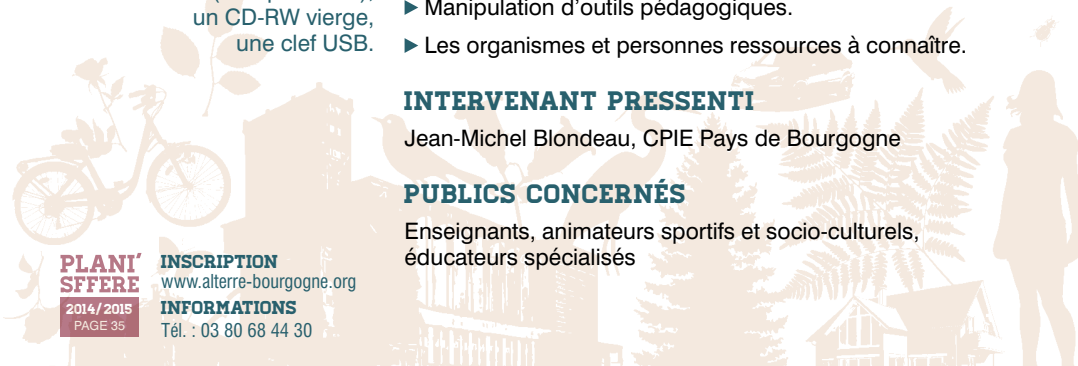 un CD-RW vierge,
une clef USB.
▶ Manipulation d'outils pédagogiques.
▶ Les organismes et personnes ressources à connaître.
INTERVENANT PRESSENTI
Jean-Michel Blondeau, CPIE Pays de Bourgogne
PUBLICS CONCERNÉS
Enseignants, animateurs sportifs et socio-culturels,
éducateurs spécialisés
PLANI'
SFFERE
2014/2015
PAGE 35
INSCRIPTION
www.alterre-bourgogne.org
INFORMATIONS
Tél. : 03 80 68 44 30